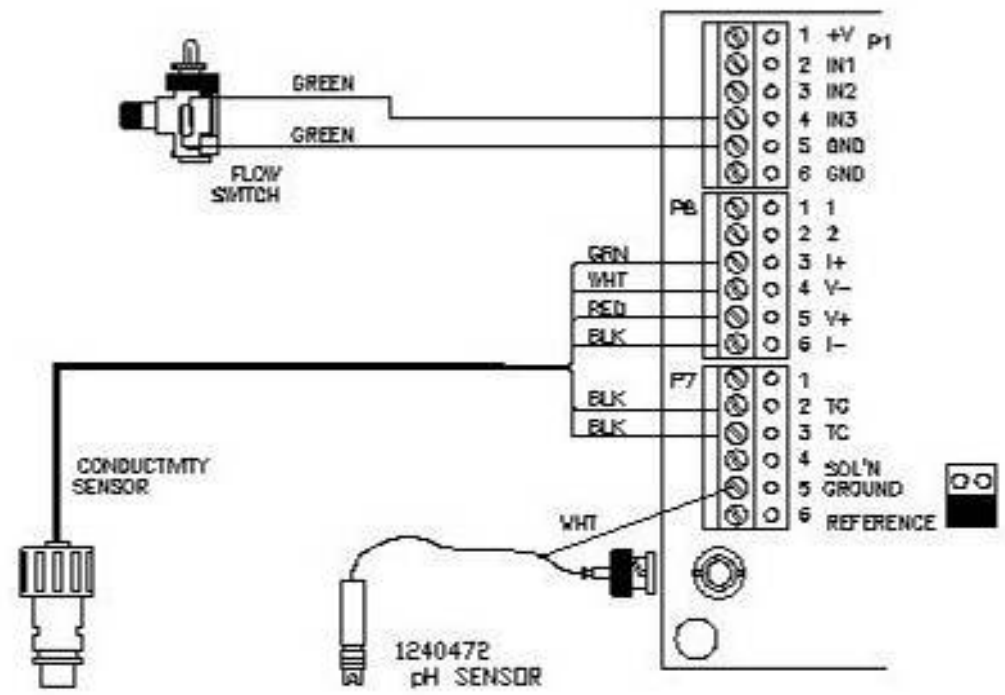 1 +V P1
GREEN
2 IN1
3 IN2
4 IN3
GREEN
5 GND
6 GND
FLOW
SWITCH
P6
1 1
2 2
GRN
3 I+
WHT
4 V-
RED
5 V+
BLK
6 I-
P7
1
BLK
2 TC
BLK
3 TC
4
SOL'N
5 GROUND
6 REFERENCE
CONDUCTIVITY
SENSOR
WHT
1240472
pH SENSOR